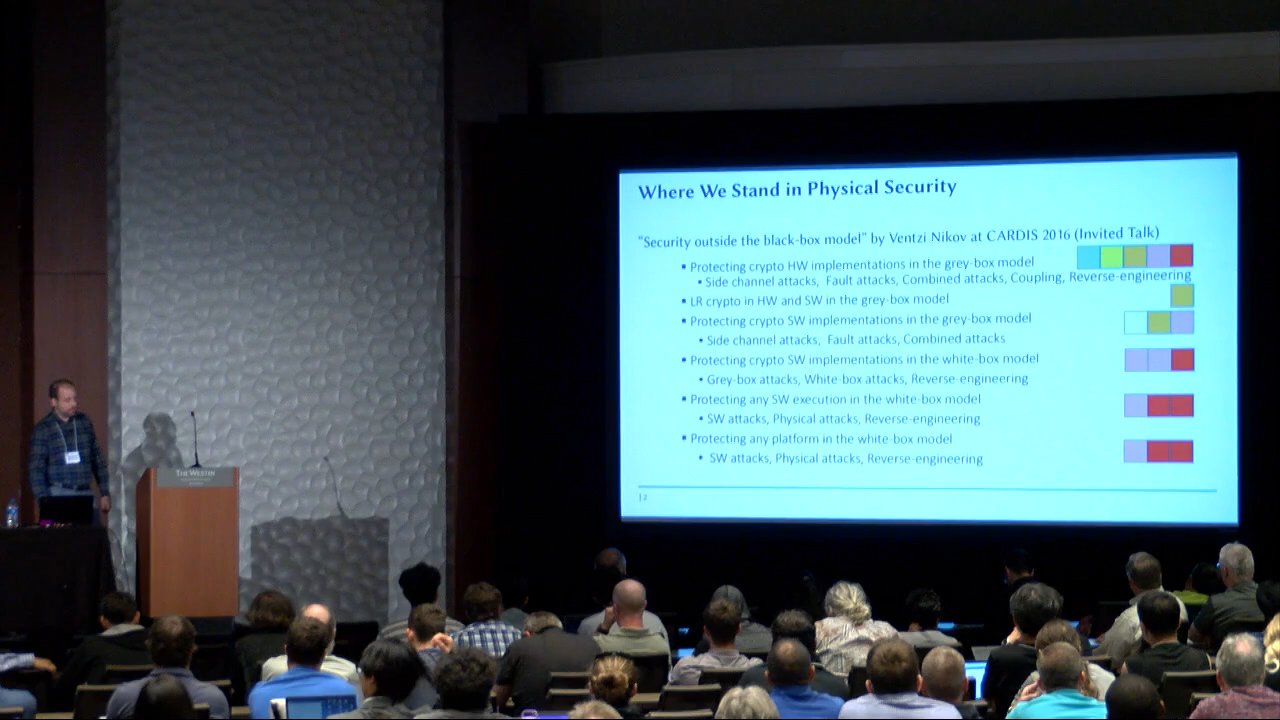 Where We Stand in Physical Security
"Security outside the black-box model" by Ventzi Nikov at CARDIS 2016 (Invited Talk)
▪ Protecting crypto HW implementations in the grey-box model
• Side channel attacks, Fault attacks, Combined attacks, Coupling, Reverse-engineering
▪ LR crypto in HW and SW in the grey-box model
▪ Protecting crypto SW implementations in the grey-box model
• Side channel attacks, Fault attacks, Combined attacks
▪ Protecting crypto SW implementations in the white-box model
• Grey-box attacks, White-box attacks, Reverse-engineering
▪ Protecting any SW execution in the white-box model
• SW attacks, Physical attacks, Reverse-engineering
▪ Protecting any platform in the white-box model
• SW attacks, Physical attacks, Reverse-engineering
| 2
THE WESTIN